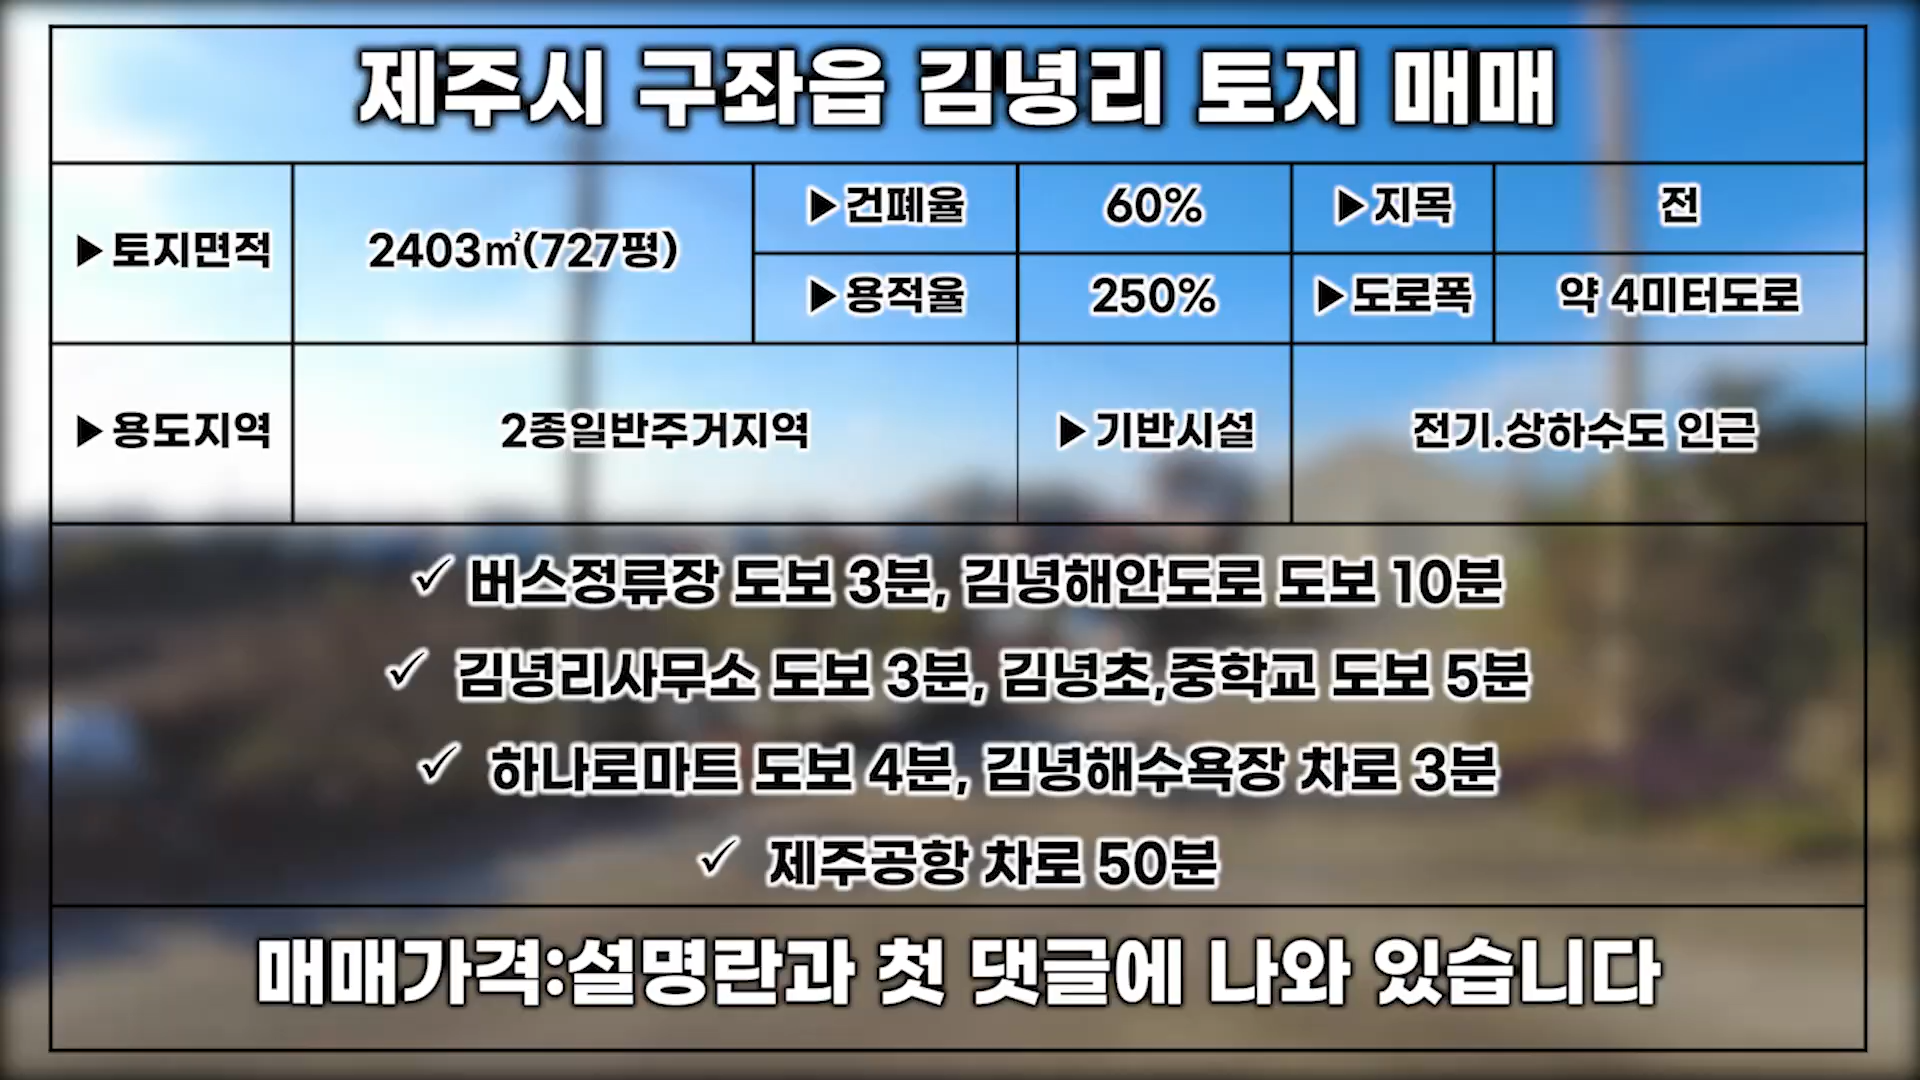 제주시 구좌읍 김녕리 토지 매매
▶토지면적 2403㎡(727평) ▶건폐율 60% ▶지목 전
▶용적율 250% ▶도로폭 약 4미터도로
▶용도지역 2종일반주거지역 ▶기반시설 전기.상하수도 인근
✓ 버스정류장 도보 3분, 김녕해안도로 도보 10분
✓ 김녕리사무소 도보 3분, 김녕초,중학교 도보 5분
✓ 하나로마트 도보 4분, 김녕해수욕장 차로 3분
✓ 제주공항 차로 50분
매매가격:설명란과 첫 댓글에 나와 있습니다